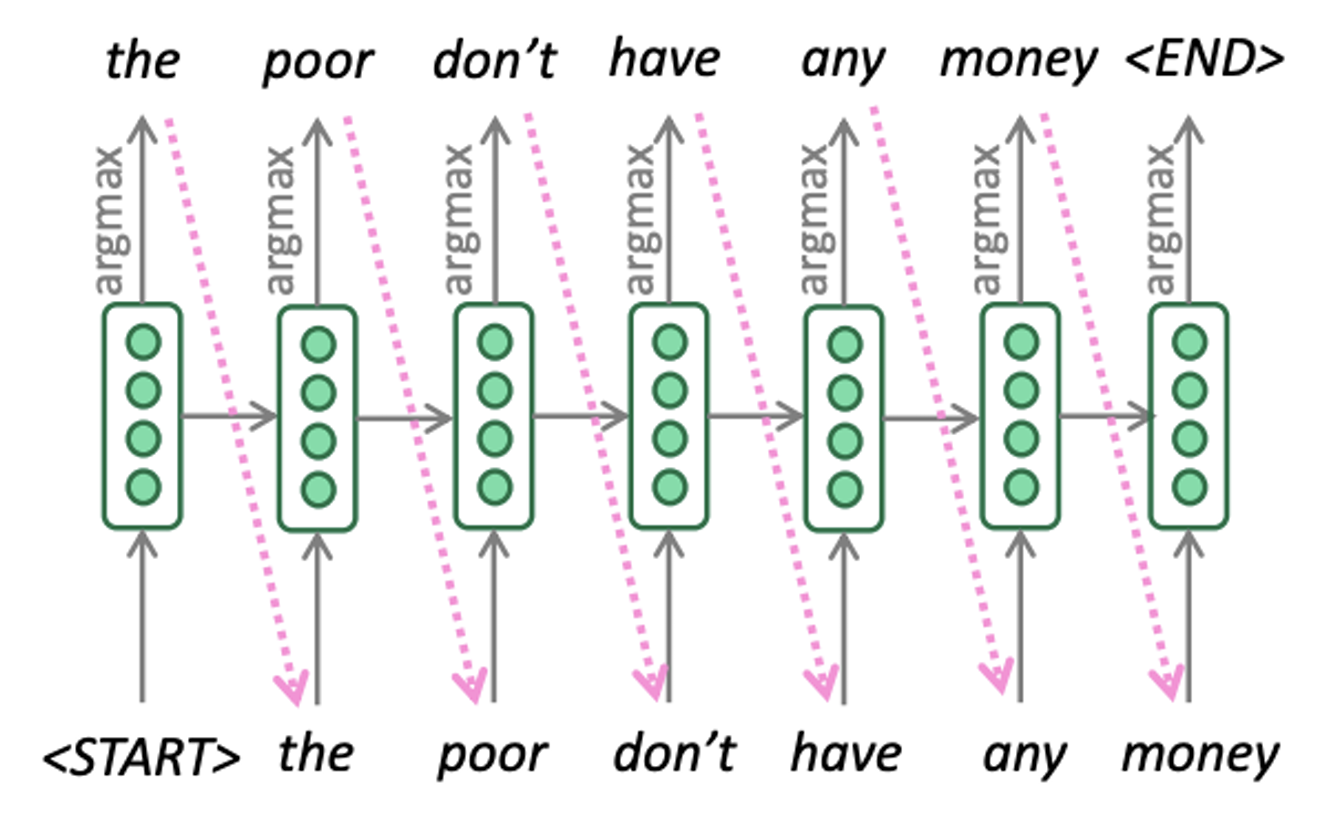 the poor don’t have any money <END>
argmax argmax argmax argmax argmax argmax argmax
<START> the poor don’t have any money